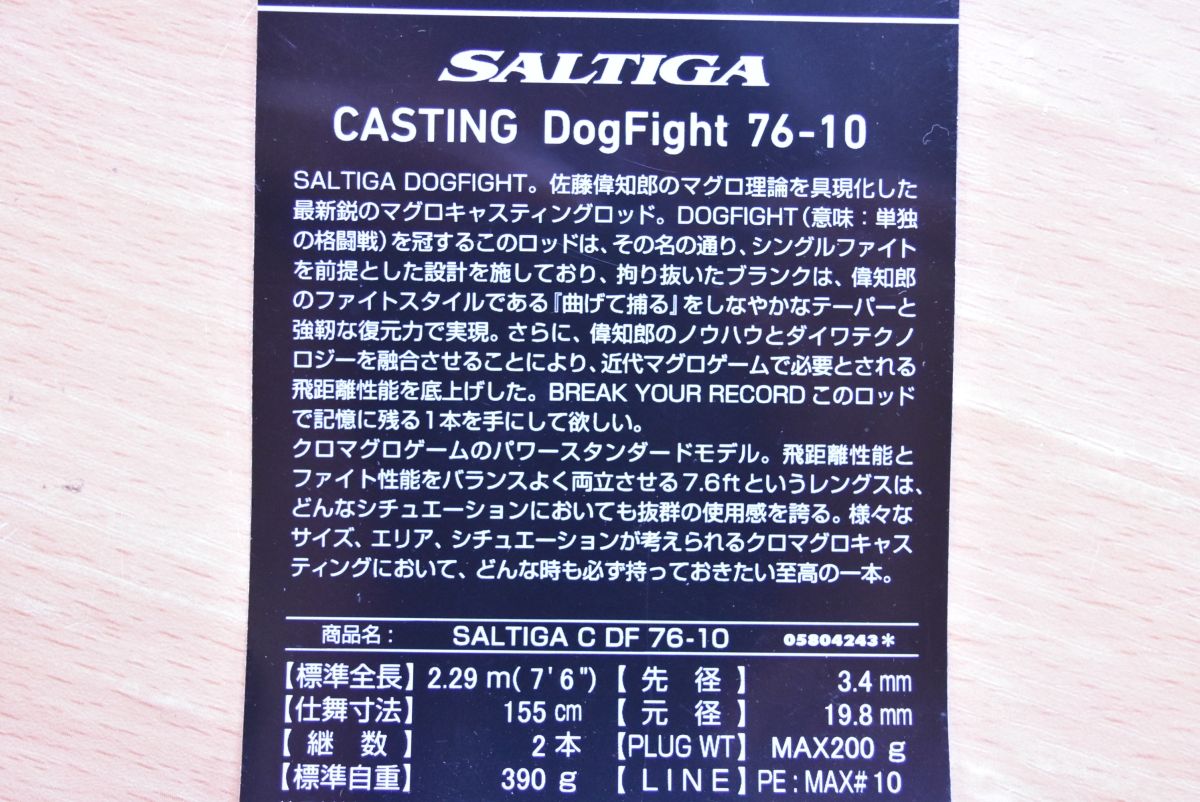 SALTIGA
CASTING DogFight 76-10
SALTIGA DOGFIGHT。佐藤偉知郎のマグロ理論を具現化した
最新鋭のマグロキャスティングロッド。DOGFIGHT(意味：単独
の格闘戦)を冠するこのロッドは、その名の通り、シングルファイト
を前提とした設計を施しており、拘り抜いたブランクは、偉知郎
のファイトスタイルである『曲げて捕る』をしなやかなテーパーと
強靭な復元力で実現。さらに、偉知郎のノウハウとダイワテクノ
ロジーを融合させることにより、近代マグロゲームで必要とされる
飛距離性能を底上げした。BREAK YOUR RECORD このロッド
で記憶に残る1本を手にして欲しい。
クロマグロゲームのパワースタンダードモデル。飛距離性能と
ファイト性能をバランスよく両立させる7.6ftというレングスは、
どんなシチュエーションにおいても抜群の使用感を誇る。様々な
サイズ、エリア、シチュエーションが考えられるクロマグロキャス
ティングにおいて、どんな時も必ず持っておきたい至高の一本。
商品名： SALTIGA C DF 76-10 05804243*
【標準全長】2.29 m(7'6")【先 径】 3.4 mm
【仕舞寸法】 155 cm 【元 径】 19.8 mm
【継 数】 2 本 【PLUG WT】 MAX200 g
【標準自重】 390 g 【LINE】PE：MAX#10